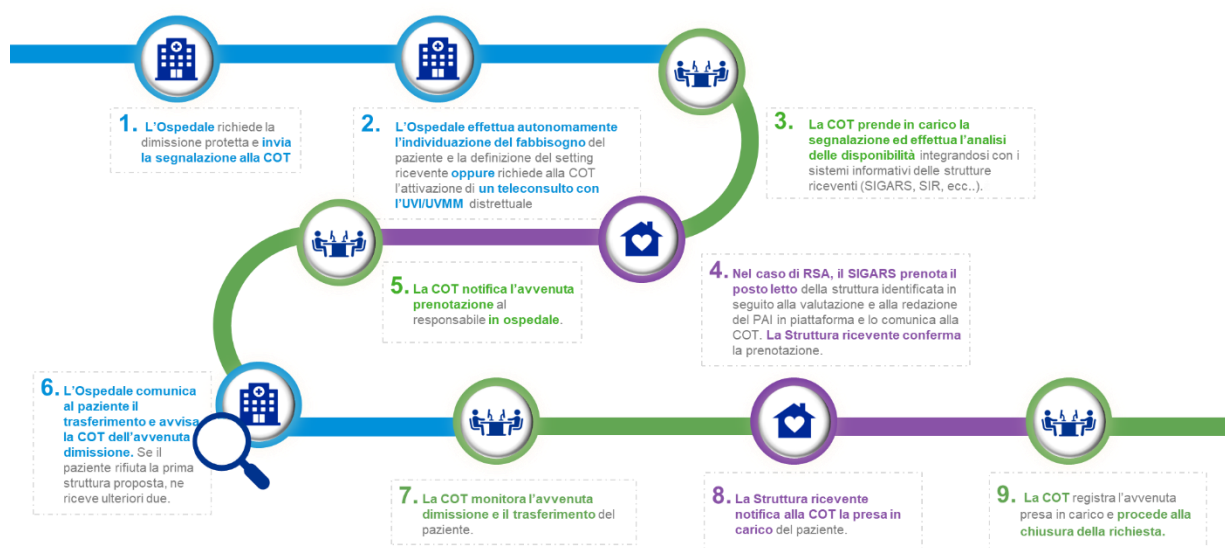 1. L'Ospedale richiede la
dimissione protetta e invia
la segnalazione alla COT
2. L'Ospedale effettua autonomamente
l'individuazione del fabbisogno del
paziente e la definizione del setting
ricevente oppure richiede alla COT
l'attivazione di un teleconsulto con
l'UVI/UVMM distrettuale
3. La COT prende in carico la
segnalazione ed effettua l'analisi
delle disponibilità integrandosi con i
sistemi informativi delle strutture
riceventi (SIGARS, SIR, ecc..).
4. Nel caso di RSA, il SIGARS prenota il
posto letto della struttura identificata in
seguito alla valutazione e alla redazione
del PAI in piattaforma e lo comunica alla
COT. La Struttura ricevente conferma
la prenotazione.
5. La COT notifica l'avvenuta
prenotazione al
responsabile in ospedale.
6. L'Ospedale comunica
al paziente il
trasferimento e avvisa
la COT dell'avvenuta
dimissione. Se il
paziente rifiuta la prima
struttura proposta, ne
riceve ulteriori due.
7. La COT monitora l'avvenuta
dimissione e il trasferimento del
paziente.
8. La Struttura ricevente
notifica alla COT la presa in
carico del paziente.
9. La COT registra l'avvenuta
presa in carico e procede alla
chiusura della richiesta.